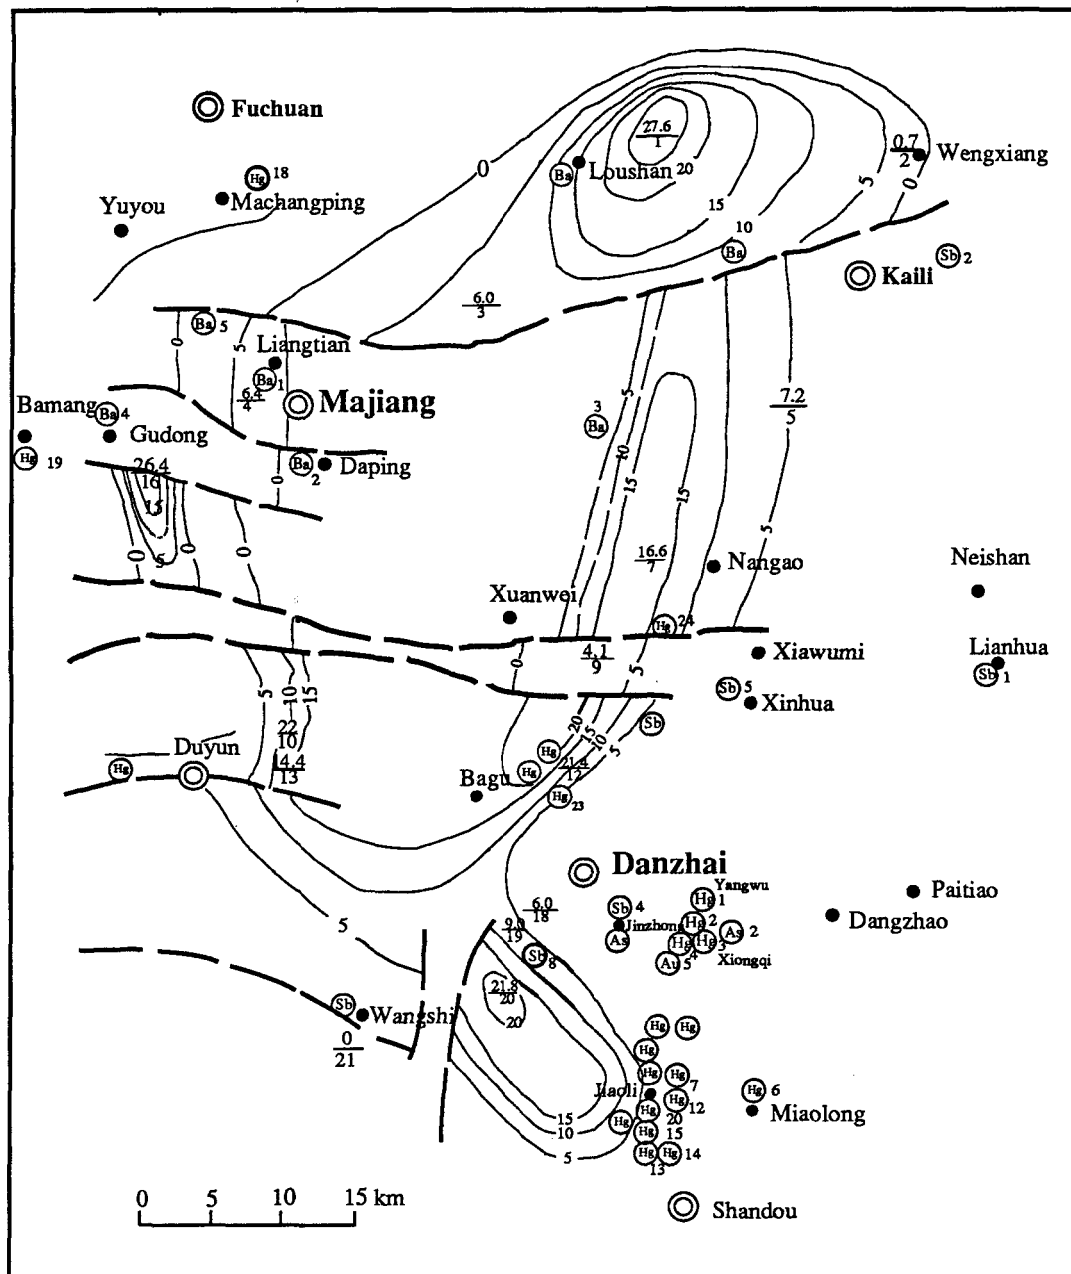 Fuchuan
27.6
1
20
Loushan
Ba
0.7
2
Wengxiang
0
5
0
15
10
Hg 18
Machangping
Yuyou
Ba
Kaili
Sb 2
6.0
3
Ba 5
0
5
Liangtian
Ba 1
6.4
4
Majiang
7.2
5
5
3
Ba
10
15
15
5
Bamang
Ba 4
Gudong
Hg 19
Ba 2
Daping
0
26.4
16
15
5
0
0
0
16.6
7
Nangao
Neishan
Xuanwei
Hg 24
4.1
9
0
5
Xiawumi
Lianhua
Sb 1
Sb 5
Xinhua
5
10
15
22
10
14.4
13
Duyun
Hg
Sb
20
15
10
5
Hg
Hg
21.4
12
Bagu
Hg 23
Danzhai
Yangwu
Hg 1
Paitiao
Dangzhao
6.0
18
Sb 4
Jinzhong
As
Hg 2
As 2
Hg 3
Hg 4
Xiongqi
Au 5
9.0
19
Sb 8
5
21.8
20
20
Sb
Wangshi
0
21
Hg
Hg
Hg
Hg
Hg 7
Jiaoli
Hg 12
Hg 6
Miaolong
Hg 20
Hg
Hg 15
Hg 13
Hg 14
15
10
5
Shandou
0 5 10 15 km